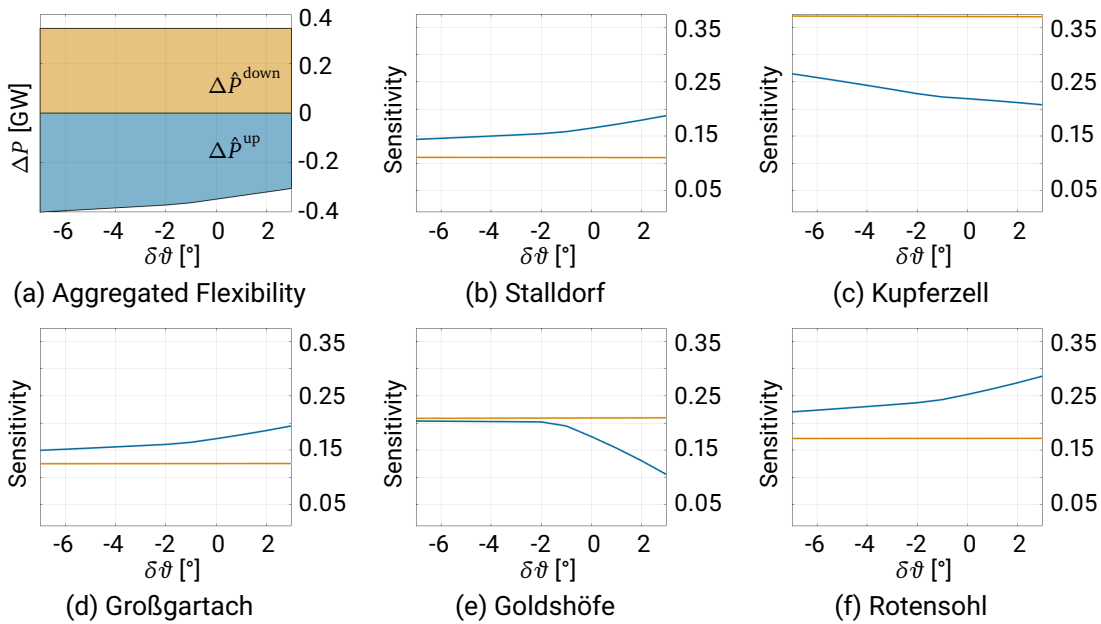 ΔP [GW]
0.4
0.2
0
-0.2
-0.4
ΔP̂ down
ΔP̂ up
-6 -4 -2 0 2
δϑ [°]
(a) Aggregated Flexibility
Sensitivity
0.35
0.25
0.15
0.05
-6 -4 -2 0 2
δϑ [°]
(b) Stalldorf
Sensitivity
0.35
0.25
0.15
0.05
-6 -4 -2 0 2
δϑ [°]
(c) Kupferzell
Sensitivity
0.35
0.25
0.15
0.05
-6 -4 -2 0 2
δϑ [°]
(d) Großgartach
Sensitivity
0.35
0.25
0.15
0.05
-6 -4 -2 0 2
δϑ [°]
(e) Goldshöfe
Sensitivity
0.35
0.25
0.15
0.05
-6 -4 -2 0 2
δϑ [°]
(f) Rotensohl